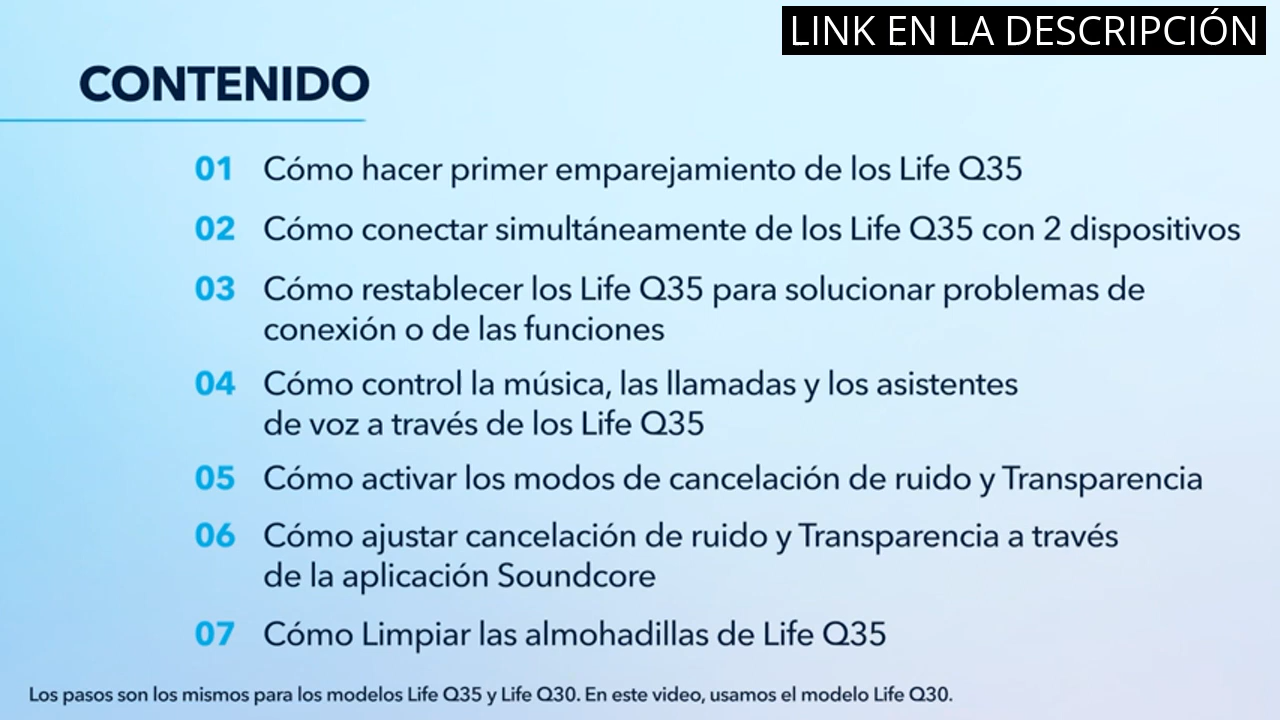 LINK EN LA DESCRIPCIÓN
CONTENIDO
01 Cómo hacer primer emparejamiento de los Life Q35
02 Cómo conectar simultáneamente de los Life Q35 con 2 dispositivos
03 Cómo restablecer los Life Q35 para solucionar problemas de
conexión o de las funciones
04 Cómo control la música, las llamadas y los asistentes
de voz a través de los Life Q35
05 Cómo activar los modos de cancelación de ruido y Transparencia
06 Cómo ajustar cancelación de ruido y Transparencia a través
de la aplicación Soundcore
07 Cómo Limpiar las almohadillas de Life Q35
Los pasos son los mismos para los modelos Life Q35 y Life Q30. En este video, usamos el modelo Life Q30.